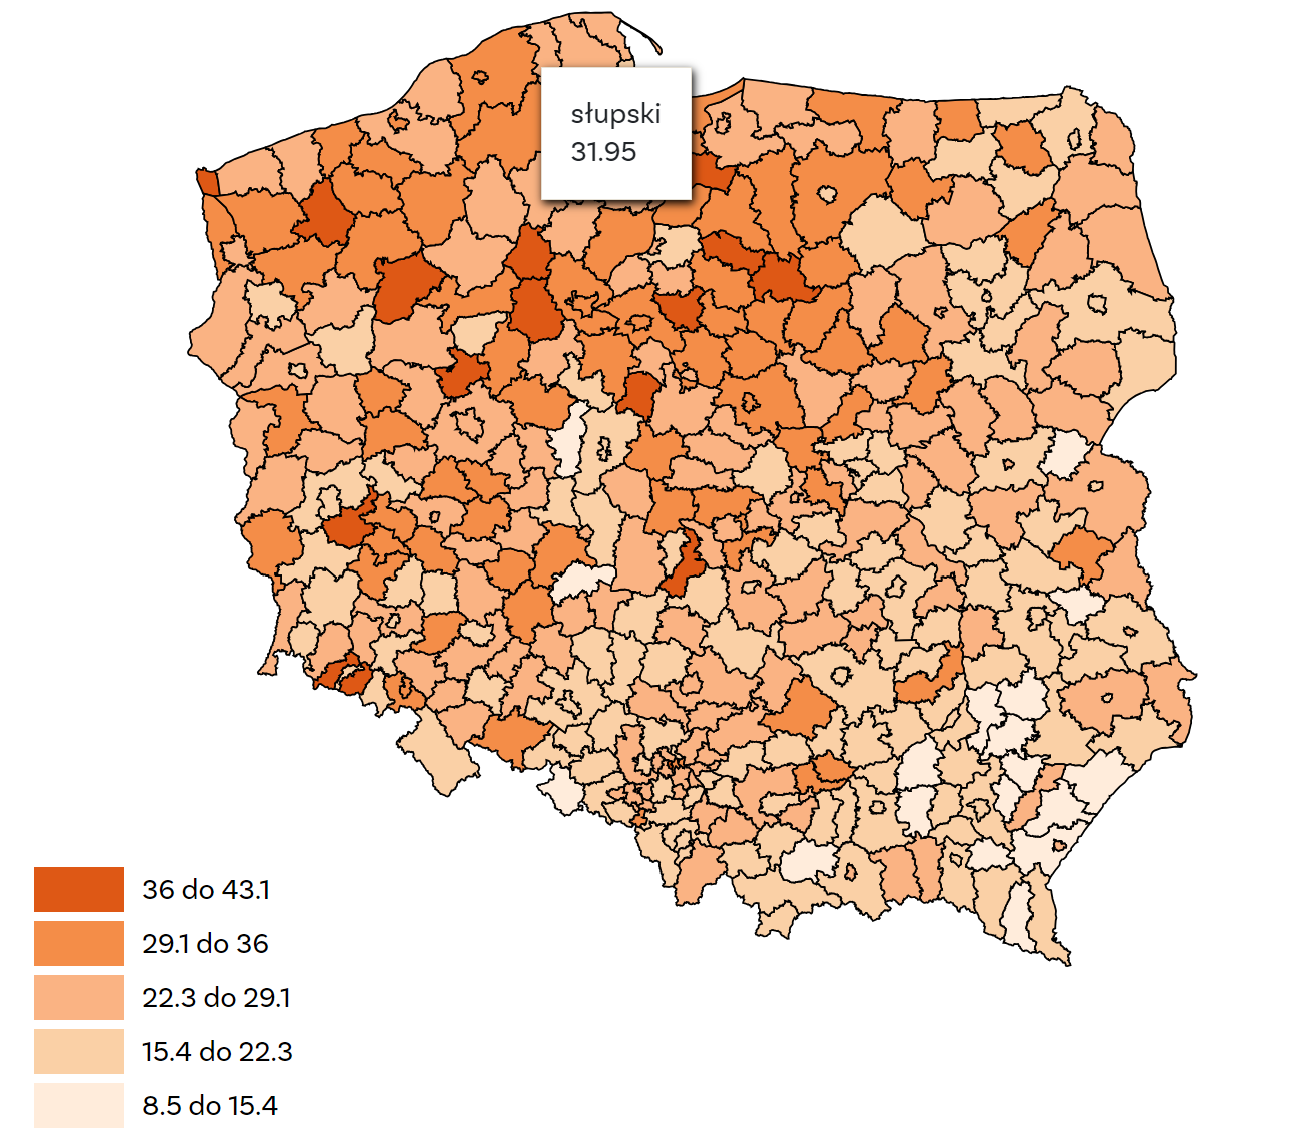 słupski
31.95
36 do 43.1
29.1 do 36
22.3 do 29.1
15.4 do 22.3
8.5 do 15.4